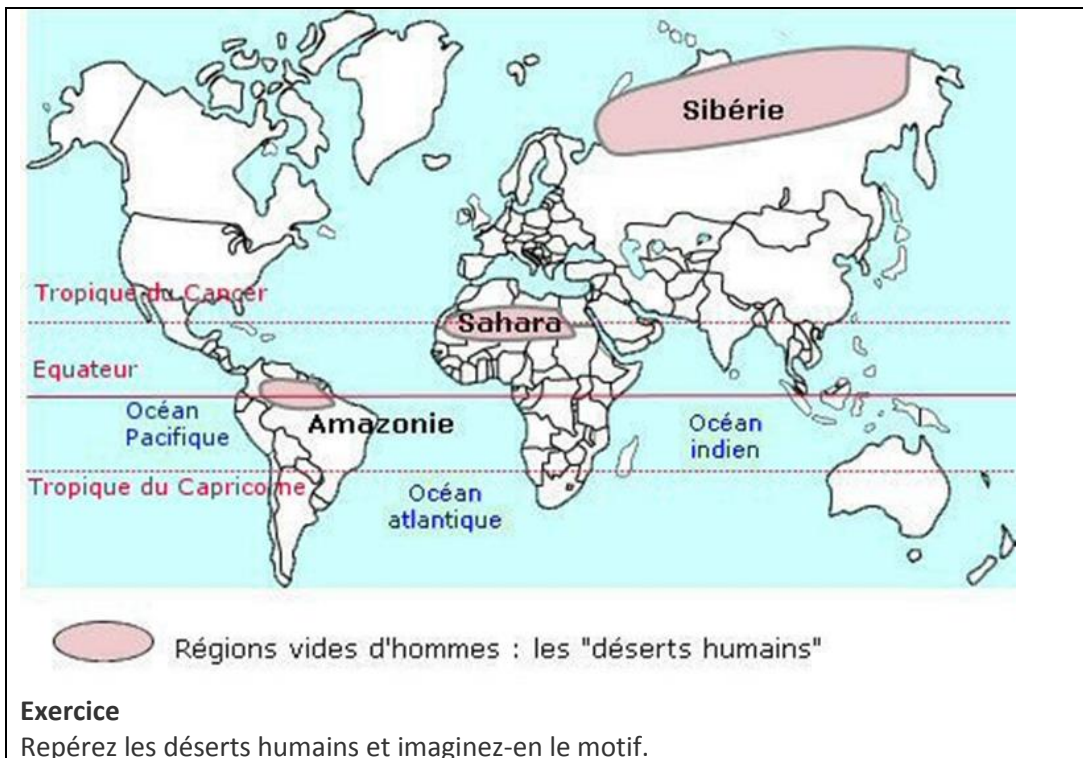 Sibérie
Tropique du Cancer
Sahara
Equateur
Océan
Pacifique
Amazonie
Océan
indien
Tropique du Capricorne
Océan
atlantique
Régions vides d'hommes : les "déserts humains"
Exercice
Repérez les déserts humains et imaginez-en le motif.